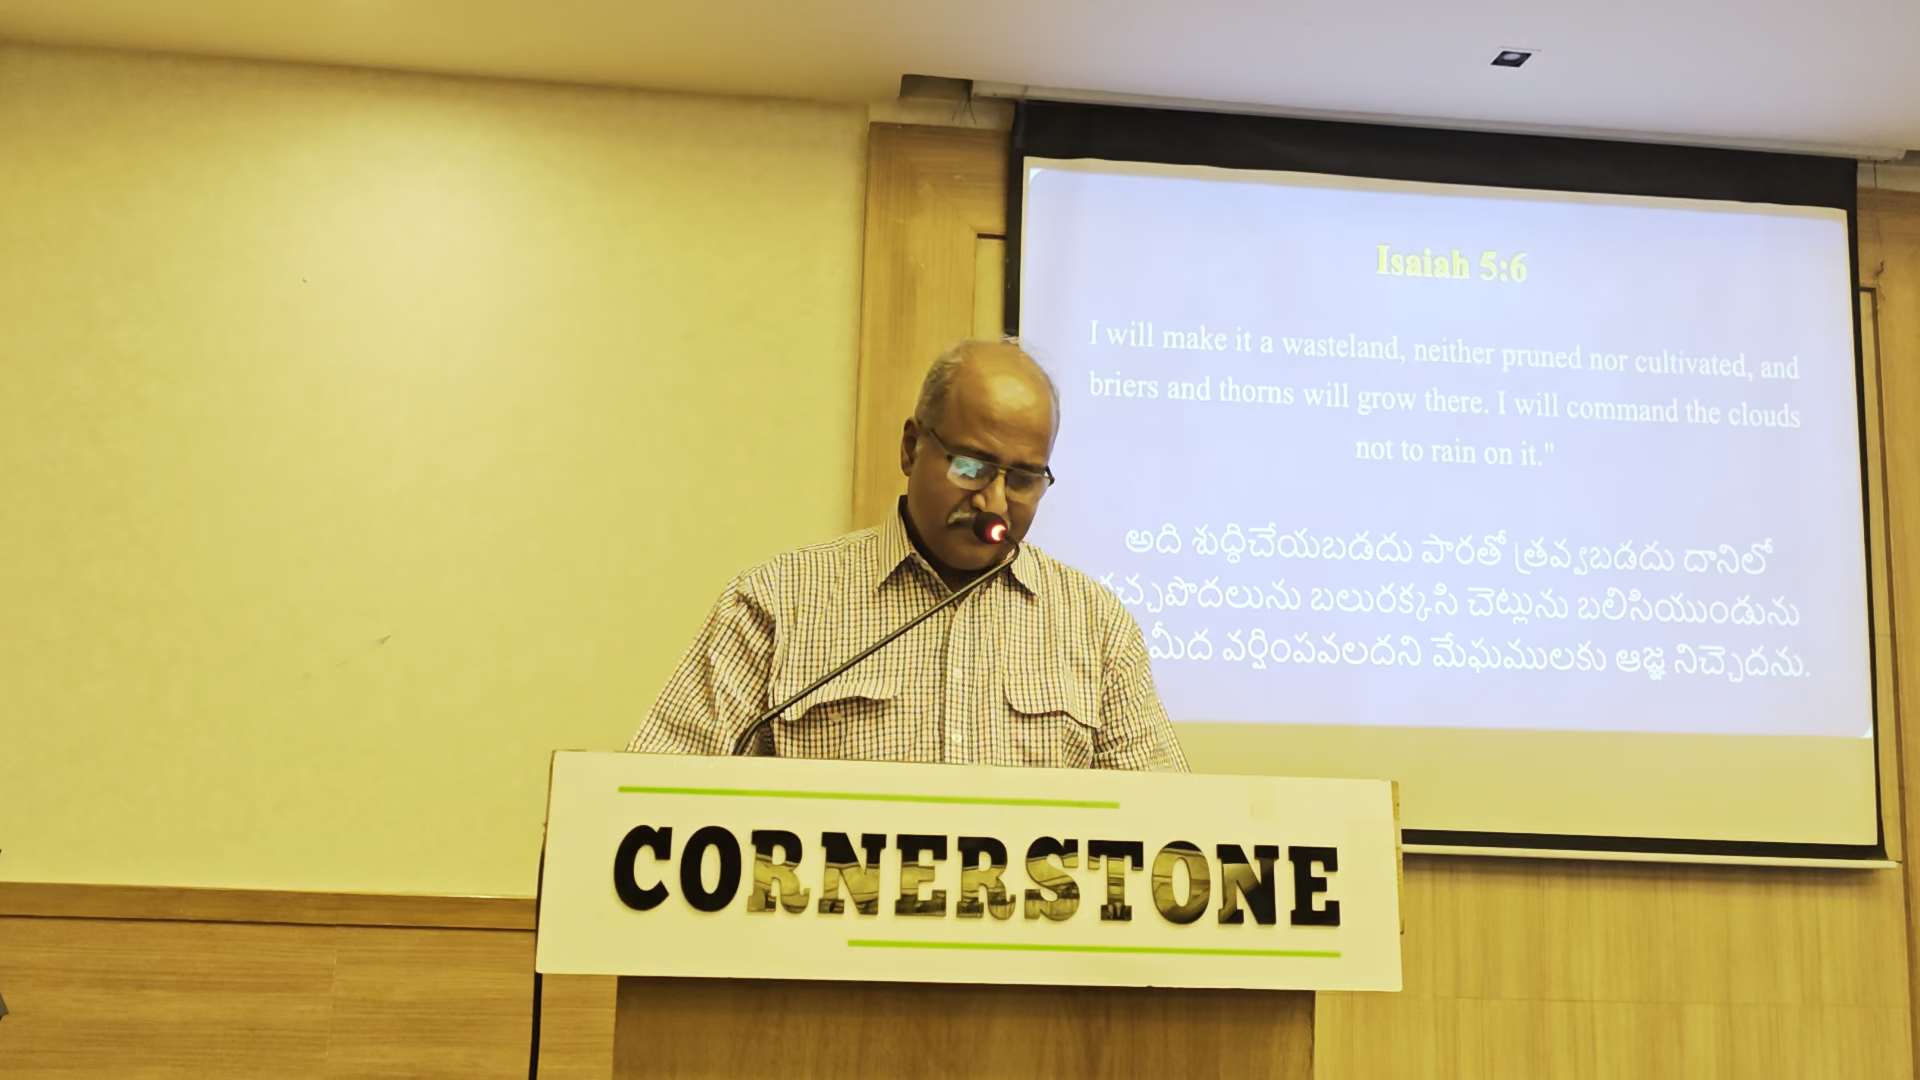 Isaiah 5:6
I will make it a wasteland, neither pruned nor cultivated, and
briers and thorns will grow there. I will command the clouds
not to rain on it."
అది శుద్ధిచేయబడదు పారతో త్రవ్వబడదు దానిలో
బలురక్కసి చెట్లును బలిసియుండును
మీద వర్షింపవలదని మేఘములకు ఆజ్ఞ నిచ్చెదను.
CORNERSTONE